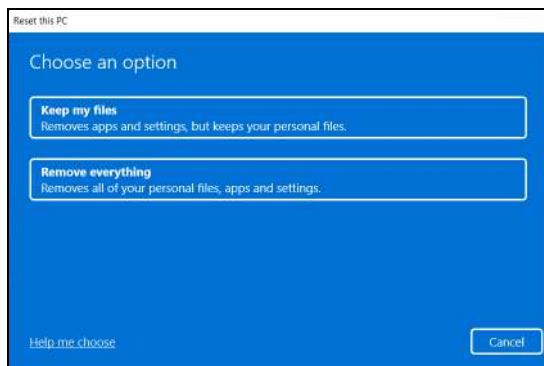 Reset this PC
Choose an option
Keep my files
Removes apps and settings, but keeps your personal files.
Remove everything
Removes all of your personal files, apps and settings.
Help me choose
Cancel